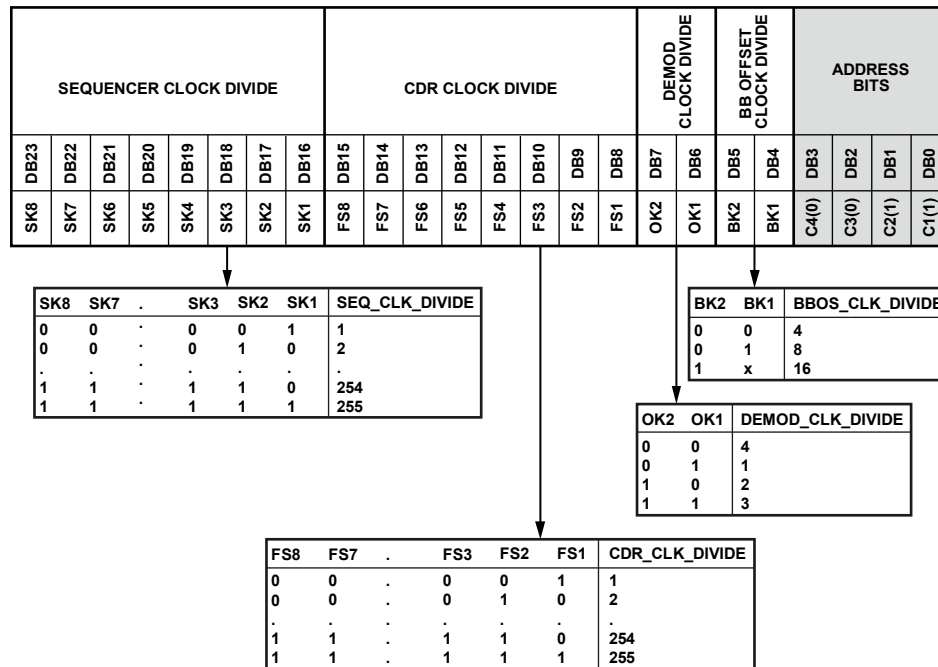 SEQUENCER CLOCK DIVIDE
CDR CLOCK DIVIDE
DEMOD
CLOCK DIVIDE
BB OFFSET
CLOCK DIVIDE
ADDRESS
BITS
DB23 DB22 DB21 DB20 DB19 DB18 DB17 DB16 DB15 DB14 DB13 DB12 DB11 DB10 DB9 DB8 DB7 DB6 DB5 DB4 DB3 DB2 DB1 DB0
SK8 SK7 SK6 SK5 SK4 SK3 SK2 SK1 FS8 FS7 FS6 FS5 FS4 FS3 FS2 FS1 OK2 OK1 BK2 BK1 C4(0) C3(0) C2(1) C1(1)
SK8 SK7 . SK3 SK2 SK1 SEQ_CLK_DIVIDE
0 0 . 0 0 1 1
0 0 . 0 1 0 2
. . . . . . .
1 1 . 1 1 0 254
1 1 . 1 1 1 255
BK2 BK1 BBOS_CLK_DIVIDE
0 0 4
0 1 8
1 x 16
OK2 OK1 DEMOD_CLK_DIVIDE
0 0 4
0 1 1
1 0 2
1 1 3
FS8 FS7 . FS3 FS2 FS1 CDR_CLK_DIVIDE
0 0 . 0 0 1 1
0 0 . 0 1 0 2
. . . . . . .
1 1 . 1 1 0 254
1 1 . 1 1 1 255